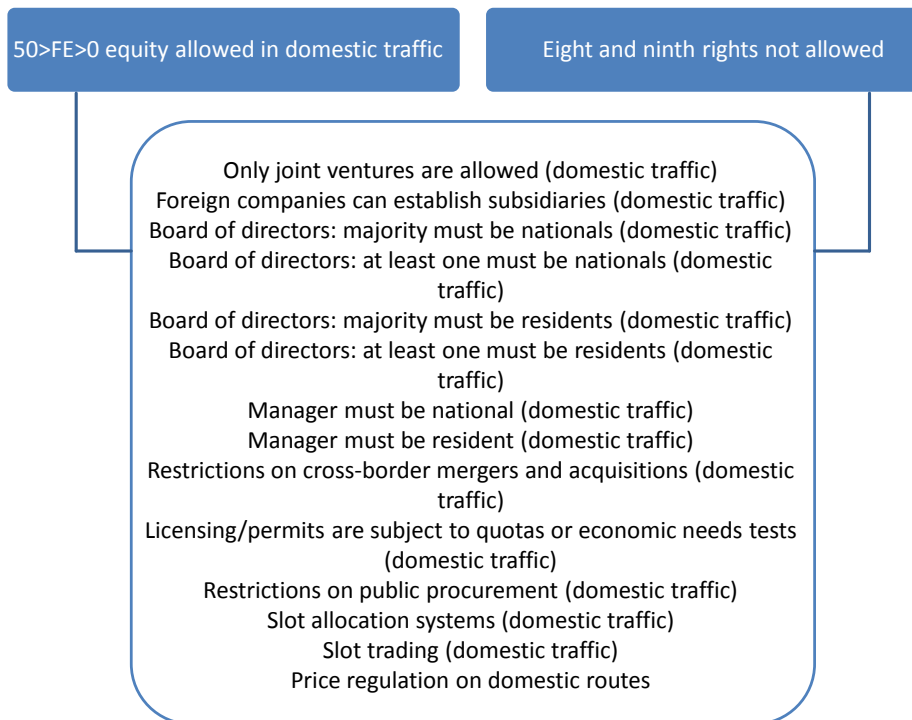 50>FE>0 equity allowed in domestic traffic
Eight and ninth rights not allowed
Only joint ventures are allowed (domestic traffic)
Foreign companies can establish subsidiaries (domestic traffic)
Board of directors: majority must be nationals (domestic traffic)
Board of directors: at least one must be nationals (domestic
traffic)
Board of directors: majority must be residents (domestic traffic)
Board of directors: at least one must be residents (domestic
traffic)
Manager must be national (domestic traffic)
Manager must be resident (domestic traffic)
Restrictions on cross-border mergers and acquisitions (domestic
traffic)
Licensing/permits are subject to quotas or economic needs tests
(domestic traffic)
Restrictions on public procurement (domestic traffic)
Slot allocation systems (domestic traffic)
Slot trading (domestic traffic)
Price regulation on domestic routes